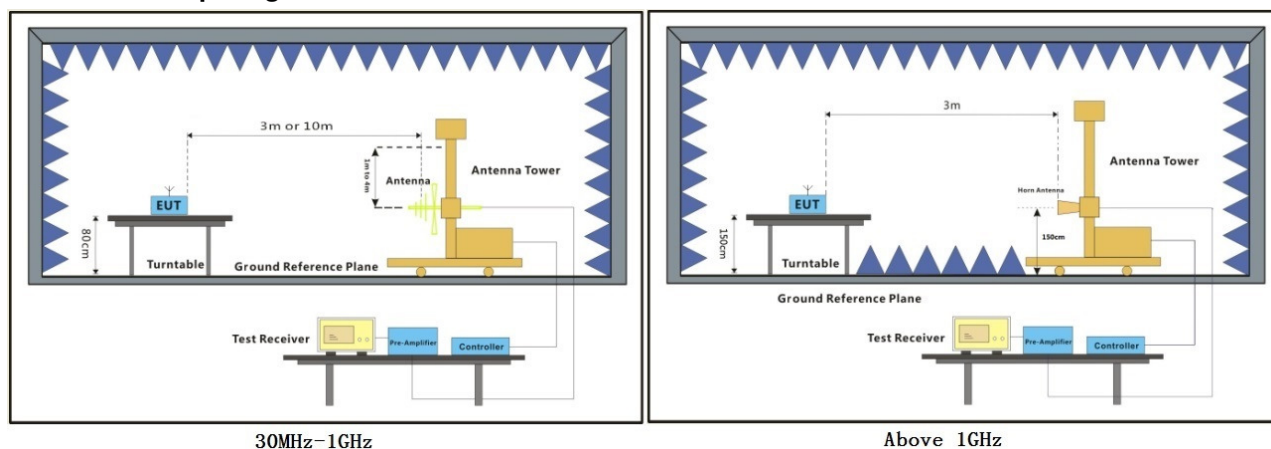 3m or 10m
1m to 4m
Antenna
Antenna Tower
EUT
80cm
Turntable
Ground Reference Plane
Test Receiver
Pre-Amplifier
Controller
30MHz-1GHz
3m
Antenna Tower
Horn Antenna
EUT
150cm
150cm
Turntable
Ground Reference Plane
Test Receiver
Pre-Amplifier
Controller
Above 1GHz